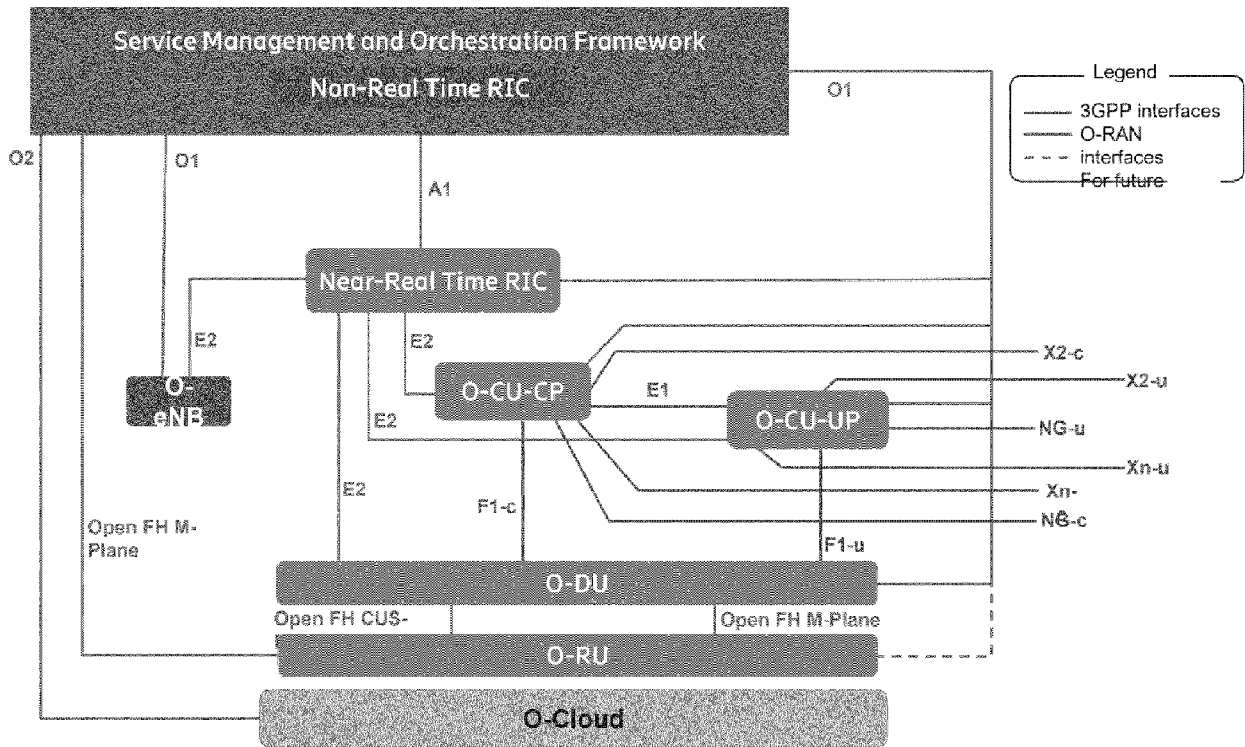 Service Management and Orchestration Framework
Non-Real Time RIC
O1
Legend
3GPP interfaces
O-RAN
interfaces
For future
O2
O1
A1
Near-Real Time RIC
E2
E2
X2-c
O-CU-CP
E1
X2-u
O-
eNB
E2
O-CU-UP
NG-u
Xn-u
E2
F1-c
Xn-
NG-c
Open FH M-
Plane
F1-u
O-DU
Open FH CUS-
Open FH M-Plane
O-RU
O-Cloud